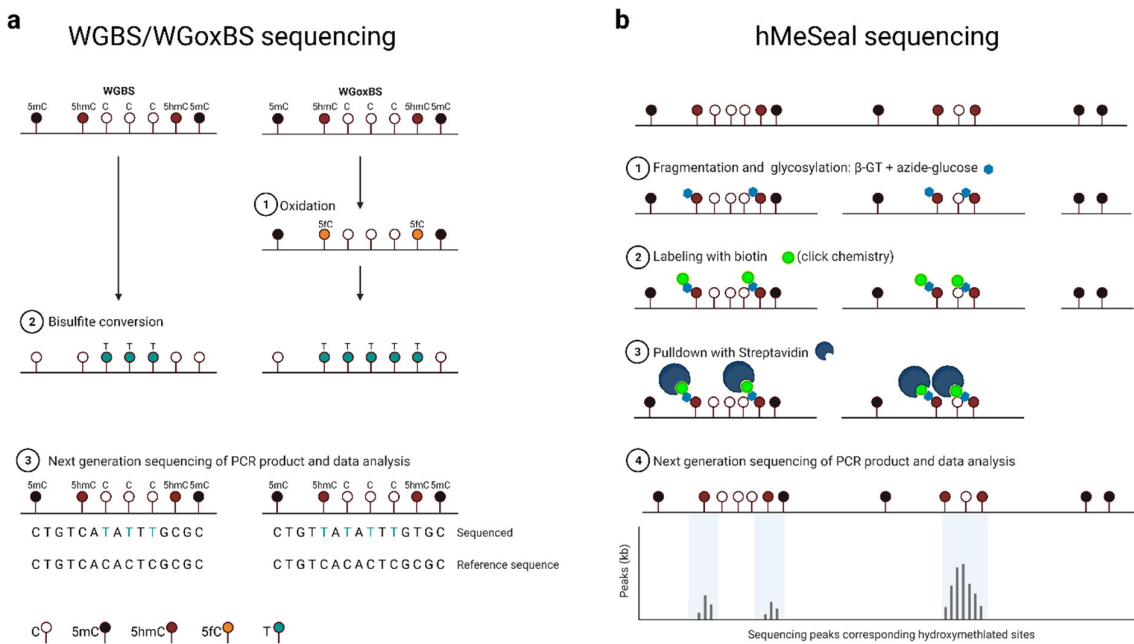 a
WGBS/WGoxBS sequencing
WGBS
5mC 5hmC C C C 5hmC 5mC
WGoxBS
5mC 5hmC C C C 5hmC 5mC
1 Oxidation
5fC 5fC
2 Bisulfite conversion
T T T
T T T T T
3 Next generation sequencing of PCR product and data analysis
5mC 5hmC C C C 5hmC 5mC
5mC 5hmC C C C 5hmC 5mC
CTGTCATATTTGCGC
CTGTTATATTTGTGC Sequenced
CTGTCACACTCGCGC
CTGTCACACTCGCGC Reference sequence
C 5mC 5hmC 5fC T
b
hMeSeal sequencing
1 Fragmentation and glycosylation: β-GT + azide-glucose
2 Labeling with biotin (click chemistry)
3 Pulldown with Streptavidin
4 Next generation sequencing of PCR product and data analysis
Peaks (kb)
Sequencing peaks corresponding hydroxymethlated sites